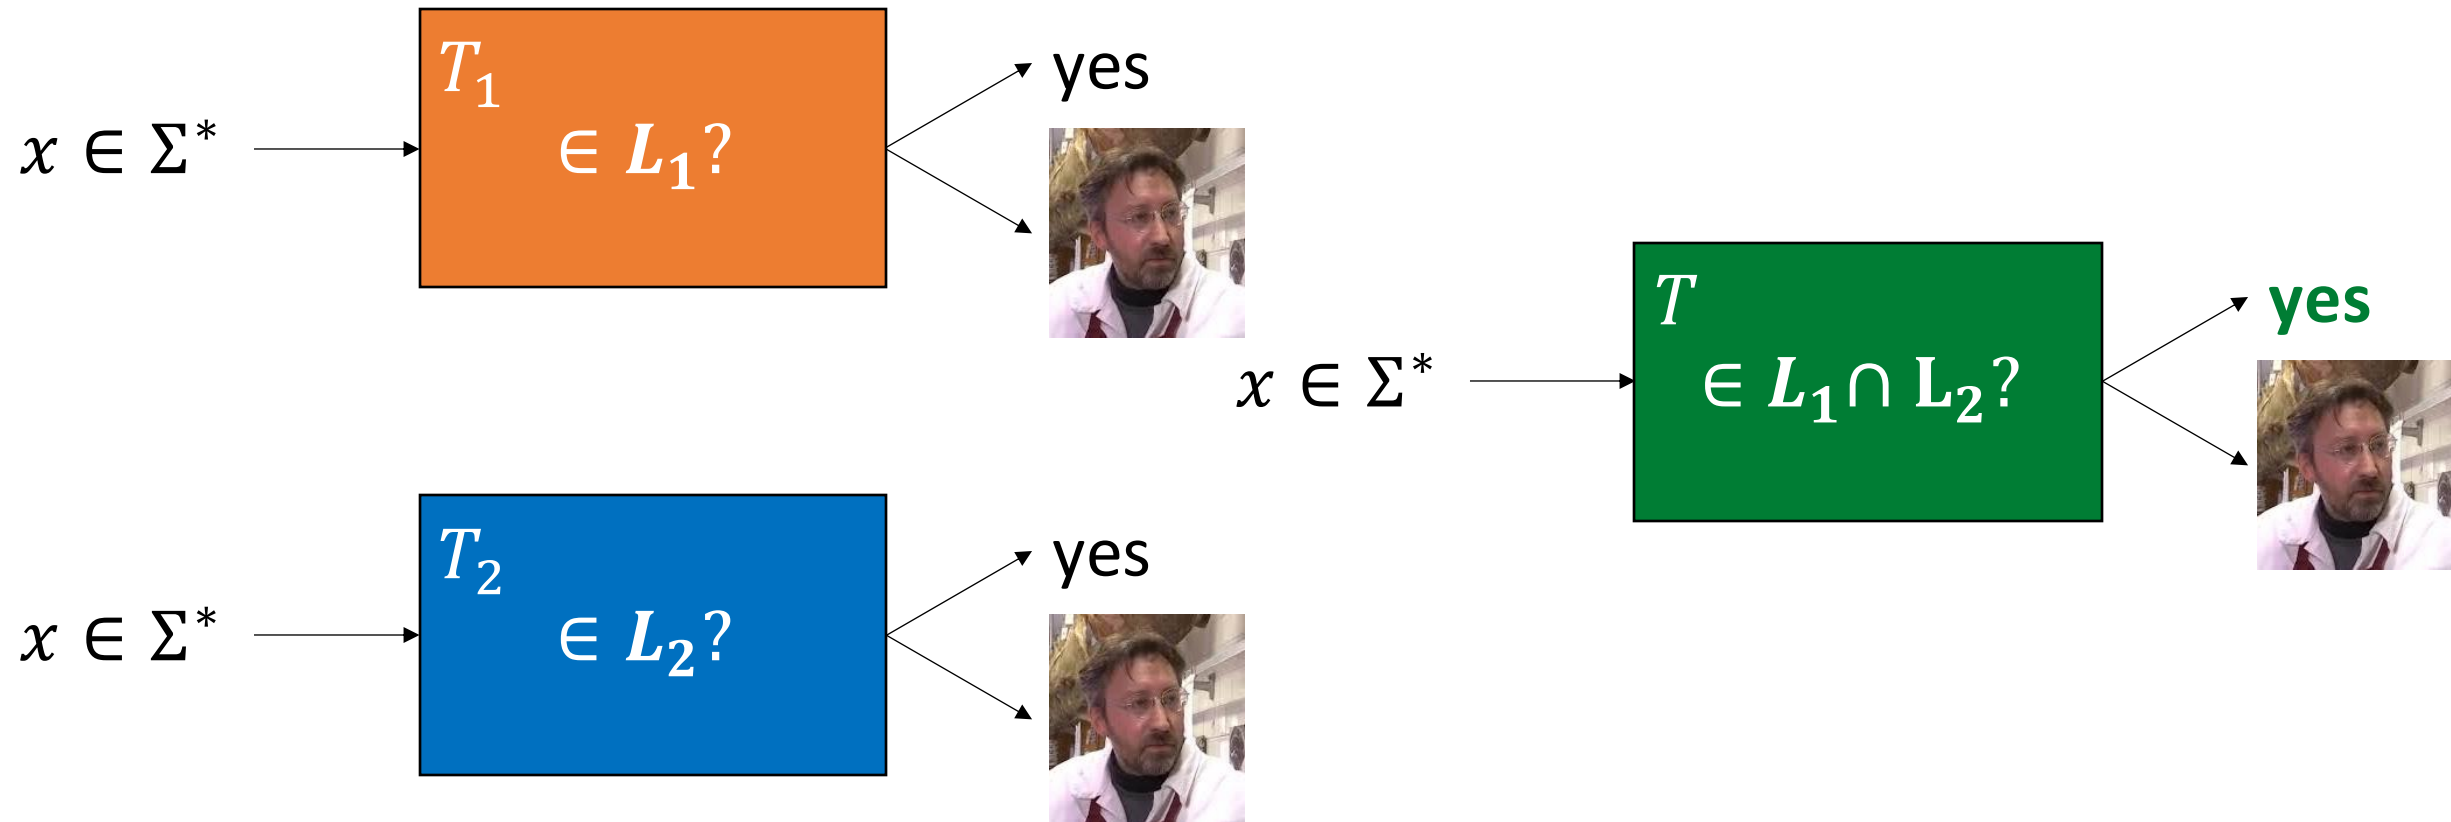 T₁
yes
x ∈ Σ*
∈ L₁?
T₂
yes
x ∈ Σ*
∈ L₂?
T
yes
x ∈ Σ*
∈ L₁∩ L₂?